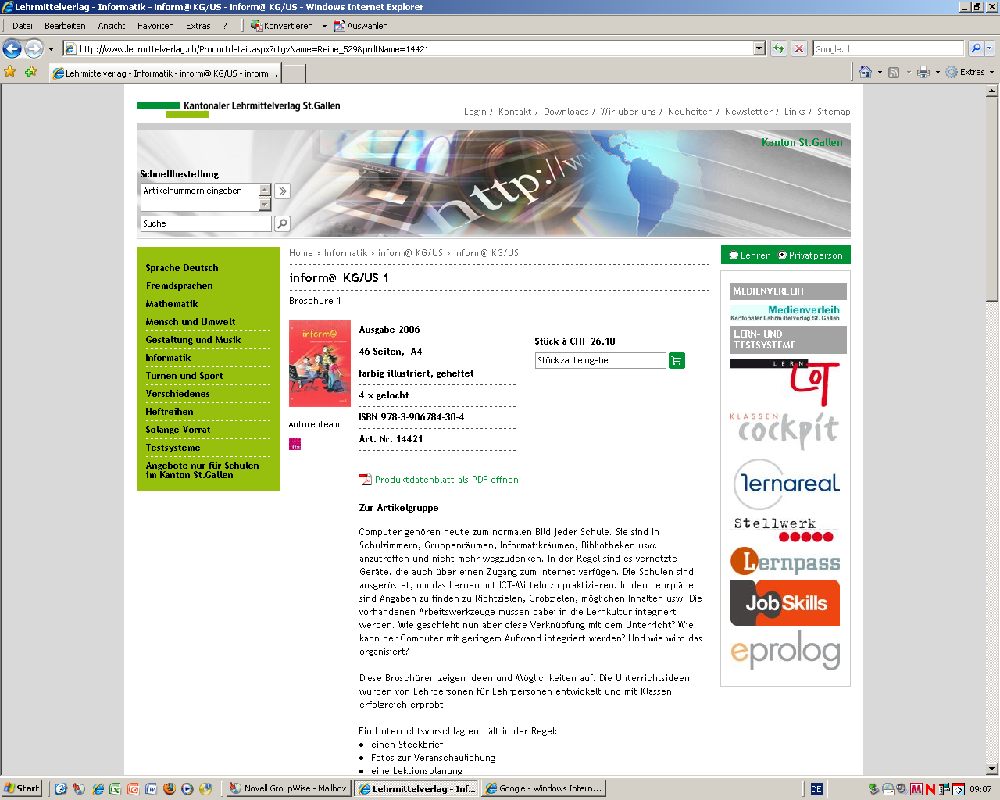 Lehrmittelverlag - Informatik - inform@ KG/US - inform@ KG/US - Windows Internet Explorer
Datei Bearbeiten Ansicht Favoriten Extras ? Konvertieren Auswählen
http://www.lehrmittelverlag.ch/Productdetail.aspx?ctgyName=Reihe_529&prdtName=14421
Google.ch
Lehrmittelverlag - Informatik - inform@ KG/US - inform...
Extras
Kantonaler Lehrmittelverlag St.Gallen
Login / Kontakt / Downloads / Wir über uns / Neuheiten / Newsletter / Links / Sitemap
Kanton St.Gallen
http://w
Schnellbestellung
Artikelnummern eingeben
Suche
Sprache Deutsch
Fremdsprachen
Mathematik
Mensch und Umwelt
Gestaltung und Musik
Informatik
Turnen und Sport
Verschiedenes
Heftreihen
Solange Vorrat
Testsysteme
Angebote nur für Schulen
im Kanton St.Gallen
Home > Informatik > inform@ KG/US > inform@ KG/US
inform@ KG/US 1
Broschüre 1
inform@
Autorenteam
Ausgabe 2006
46 Seiten, A4
farbig illustriert, geheftet
4 x gelocht
ISBN 978-3-906784-30-4
Art. Nr. 14421
Stück à CHF 26.10
Stückzahl eingeben
Produktdatenblatt als PDF öffnen
Zur Artikelgruppe
Computer gehören heute zum normalen Bild jeder Schule. Sie sind in
Schulzimmern, Gruppenräumen, Informatikräumen, Bibliotheken usw.
anzutreffen und nicht mehr wegzudenken. In der Regel sind es vernetzte
Geräte. die auch über einen Zugang zum Internet verfügen. Die Schulen sind
ausgerüstet, um das Lernen mit ICT-Mitteln zu praktizieren. In den Lehrplänen
sind Angaben zu finden zu Richtzielen, Grobzielen, möglichen Inhalten usw. Die
vorhandenen Arbeitswerkzeuge müssen dabei in die Lernkultur integriert
werden. Wie geschieht nun aber diese Verknüpfung mit dem Unterricht? Wie
kann der Computer mit geringem Aufwand integriert werden? Und wie wird das
organisiert?
Diese Broschüren zeigen Ideen und Möglichkeiten auf. Die Unterrichtsideen
wurden von Lehrpersonen für Lehrpersonen entwickelt und mit Klassen
erfolgreich erprobt.
Ein Unterrichtsvorschlag enthält in der Regel:
● einen Steckbrief
● Fotos zur Veranschaulichung
● eine Lektionsplanung
Lehrer Privatperson
MEDIENVERLEIH
Medienverleih
Kantonaler Lehrmittelverlag St. Gallen
LERN- UND
TESTSYSTEME
LERN
LOT
KLASSEN
cockpit
lernareal
Stellwerk
Lernpass
Job Skills
eprolog
Start
Novell GroupWise - Mailbox
Lehrmittelverlag - Inf...
Google - Windows Intern...
DE
09:07